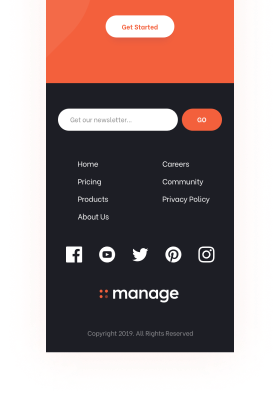 Get Started
Get our newsletter...
GO
Home
Careers
Pricing
Community
Products
Privacy Policy
About Us
manage
Copyright 2019. All Rights Reserved